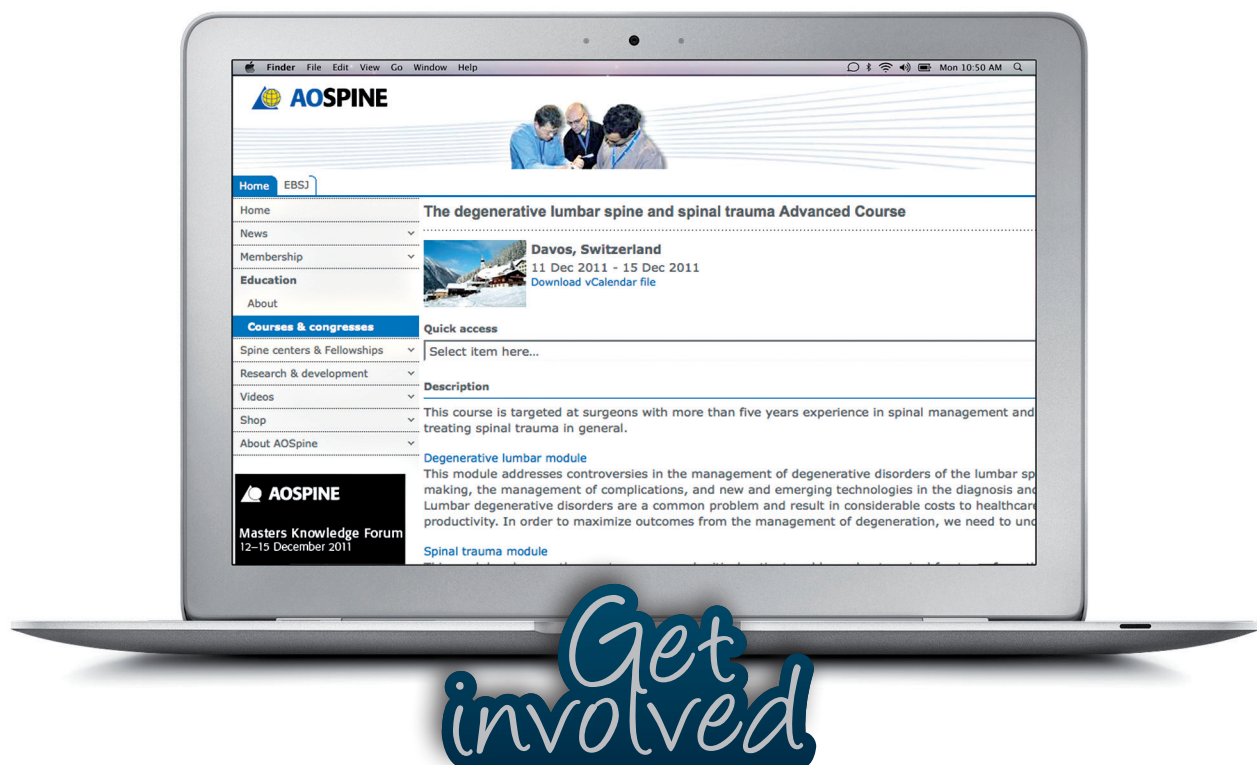 Finder File Edit View Go Window Help Mon 10:50 AM
AOSPINE
Home EBSJ
Home
News
Membership
Education
About
Courses & congresses
Spine centers & Fellowships
Research & development
Videos
Shop
About AOSpine
AOSPINE
Masters Knowledge Forum
12–15 December 2011
The degenerative lumbar spine and spinal trauma Advanced Course
Davos, Switzerland
11 Dec 2011 - 15 Dec 2011
Download vCalendar file
Quick access
Select item here...
Description
This course is targeted at surgeons with more than five years experience in spinal management and
treating spinal trauma in general.
Degenerative lumbar module
This module addresses controversies in the management of degenerative disorders of the lumbar sp
making, the management of complications, and new and emerging technologies in the diagnosis and
Lumbar degenerative disorders are a common problem and result in considerable costs to healthcare
productivity. In order to maximize outcomes from the management of degeneration, we need to und
Spinal trauma module
Get
involved